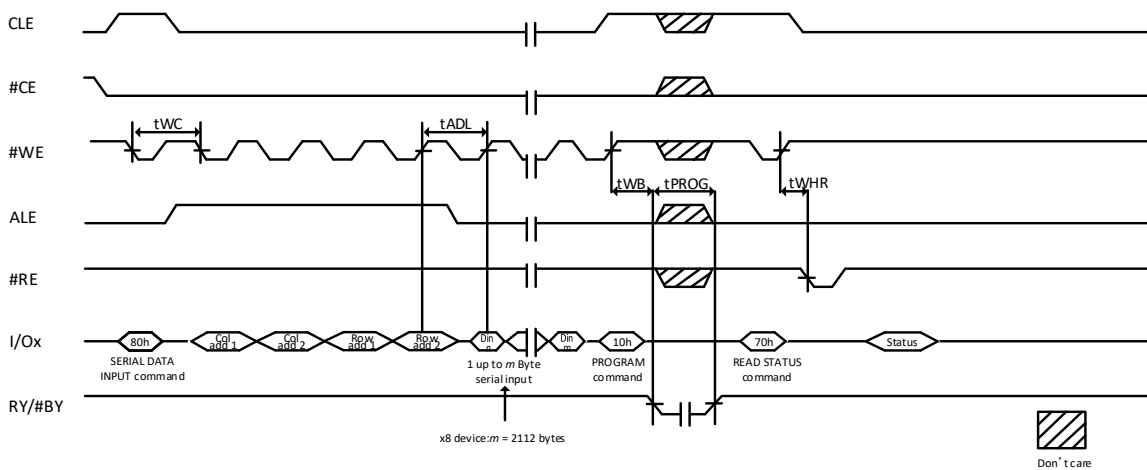 CLE
#CE
tWC
tADL
#WE
tWB
tPROG
tWHR
ALE
#RE
I/Ox
80h
Col
add 1
Col
add 2
Row
add 1
Row
add 2
Din
n
Din
m
10h
70h
Status
SERIAL DATA
INPUT command
1 up to m Byte
serial input
PROGRAM
command
READ STATUS
command
RY/#BY
x8 device:m = 2112 bytes
Don't care